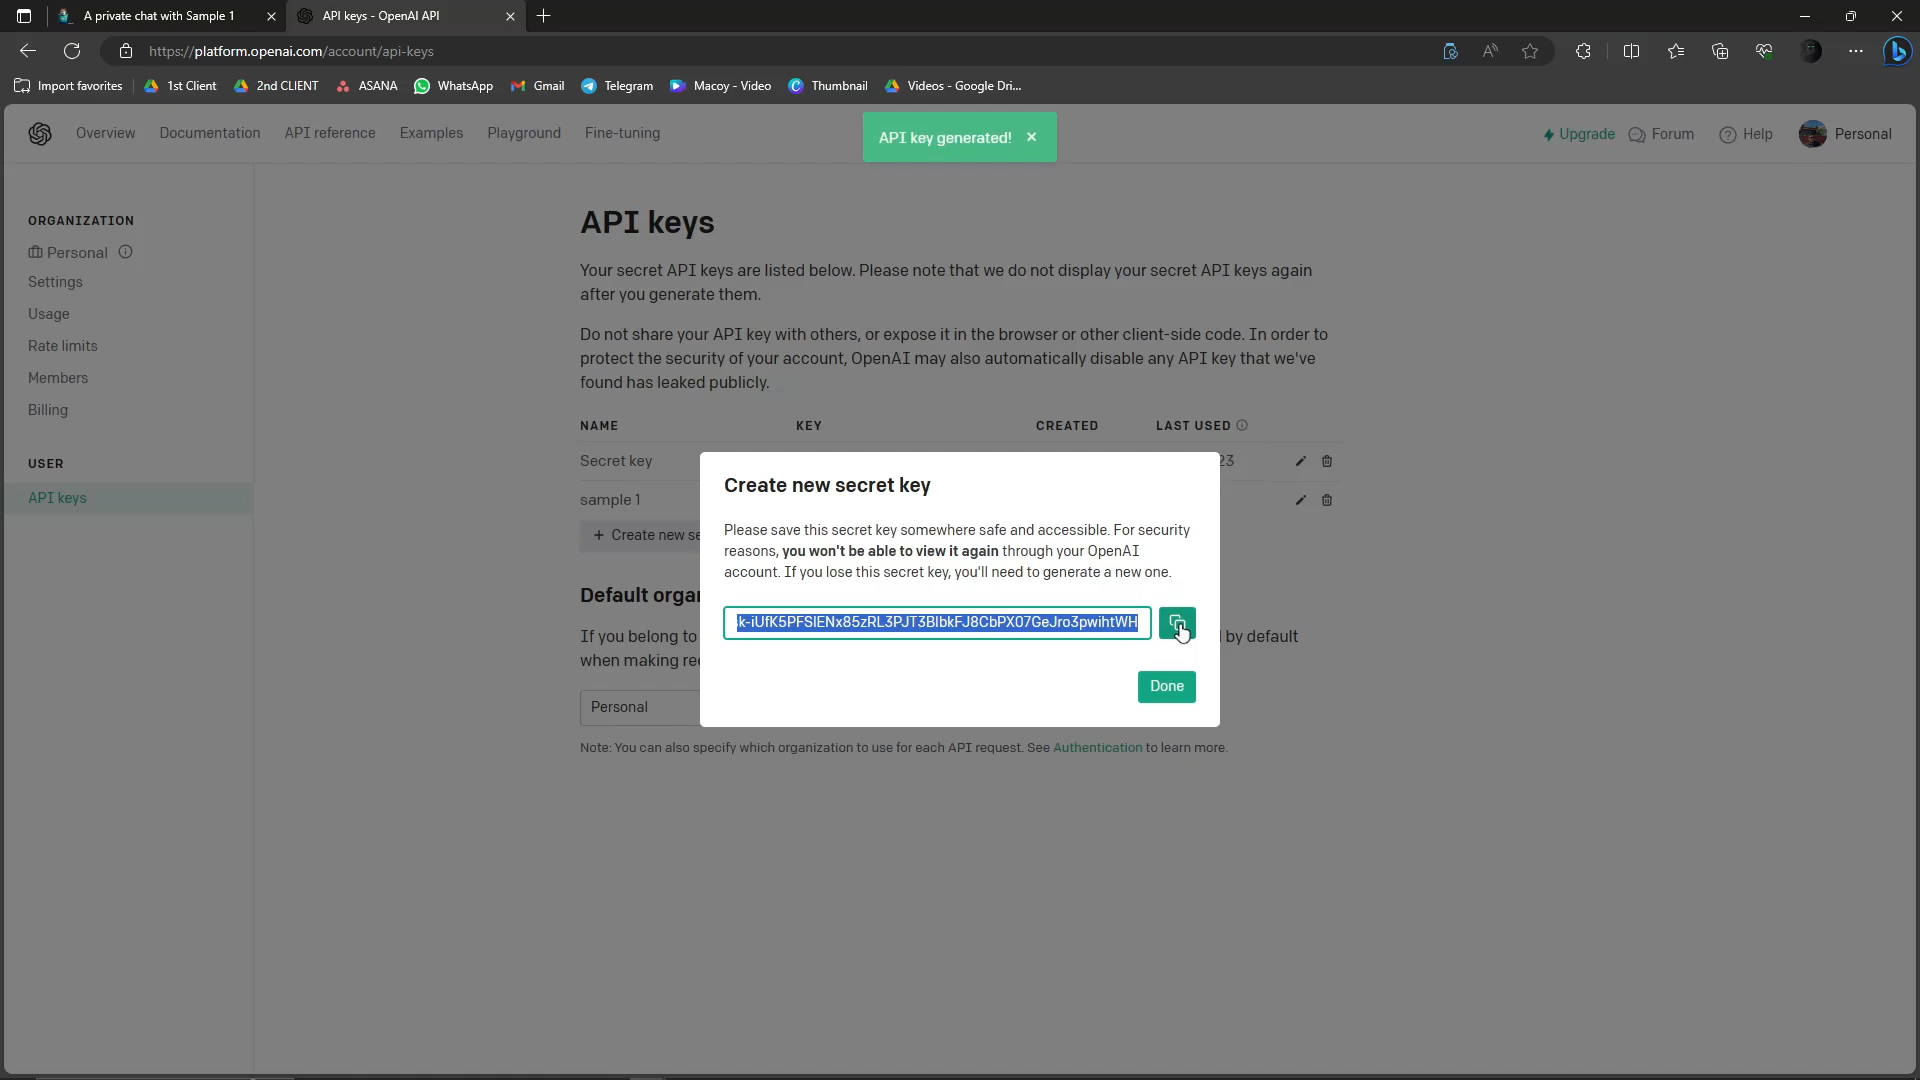 A private chat with Sample 1
API keys - OpenAI API
https://platform.openai.com/account/api-keys
Import favorites
1st Client
2nd CLIENT
ASANA
WhatsApp
Gmail
Telegram
Macoy - Video
Thumbnail
Videos - Google Dri...
Overview
Documentation
API reference
Examples
Playground
Fine-tuning
API key generated!
Upgrade
Forum
Help
Personal
ORGANIZATION
Personal
Settings
Usage
Rate limits
Members
Billing
USER
API keys
API keys
Your secret API keys are listed below. Please note that we do not display your secret API keys again
after you generate them.
Do not share your API key with others, or expose it in the browser or other client-side code. In order to
protect the security of your account, OpenAI may also automatically disable any API key that we've
found has leaked publicly.
NAME KEY CREATED LAST USED
Secret key 23
sample 1
+ Create new se
Create new secret key
Please save this secret key somewhere safe and accessible. For security
reasons, you won't be able to view it again through your OpenAI
account. If you lose this secret key, you'll need to generate a new one.
Done
Default organ
If you belong to by default
when making re
Personal
Note: You can also specify which organization to use for each API request. See Authentication to learn more.